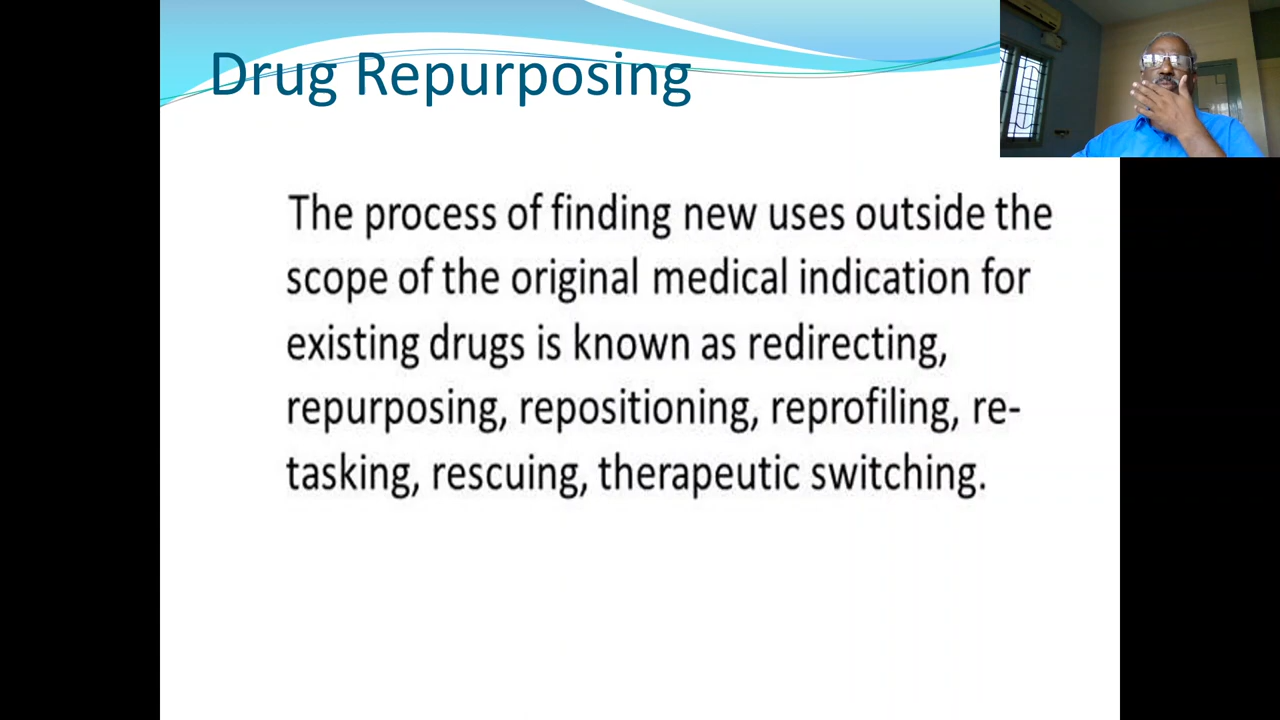 Drug Repurposing
The process of finding new uses outside the
scope of the original medical indication for
existing drugs is known as redirecting,
repurposing, repositioning, reprofiling, re-
tasking, rescuing, therapeutic switching.